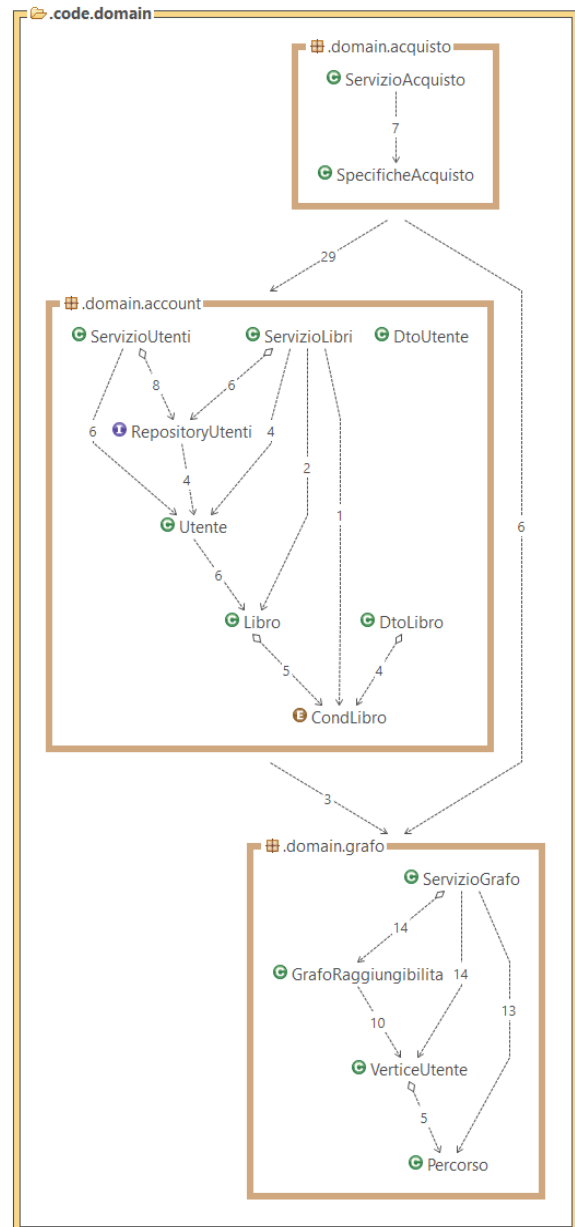 .code.domain
.domain.acquisto
ServizioAcquisto
7
SpecificheAcquisto
29
.domain.account
ServizioUtenti
ServizioLibri
DtoUtente
8
6
6
RepositoryUtenti
4
4
2
1
Utente
6
6
Libro
DtoLibro
5
4
CondLibro
3
.domain.grafo
ServizioGrafo
14
GrafoRaggiungibilita
14
10
13
VerticeUtente
5
Percorso